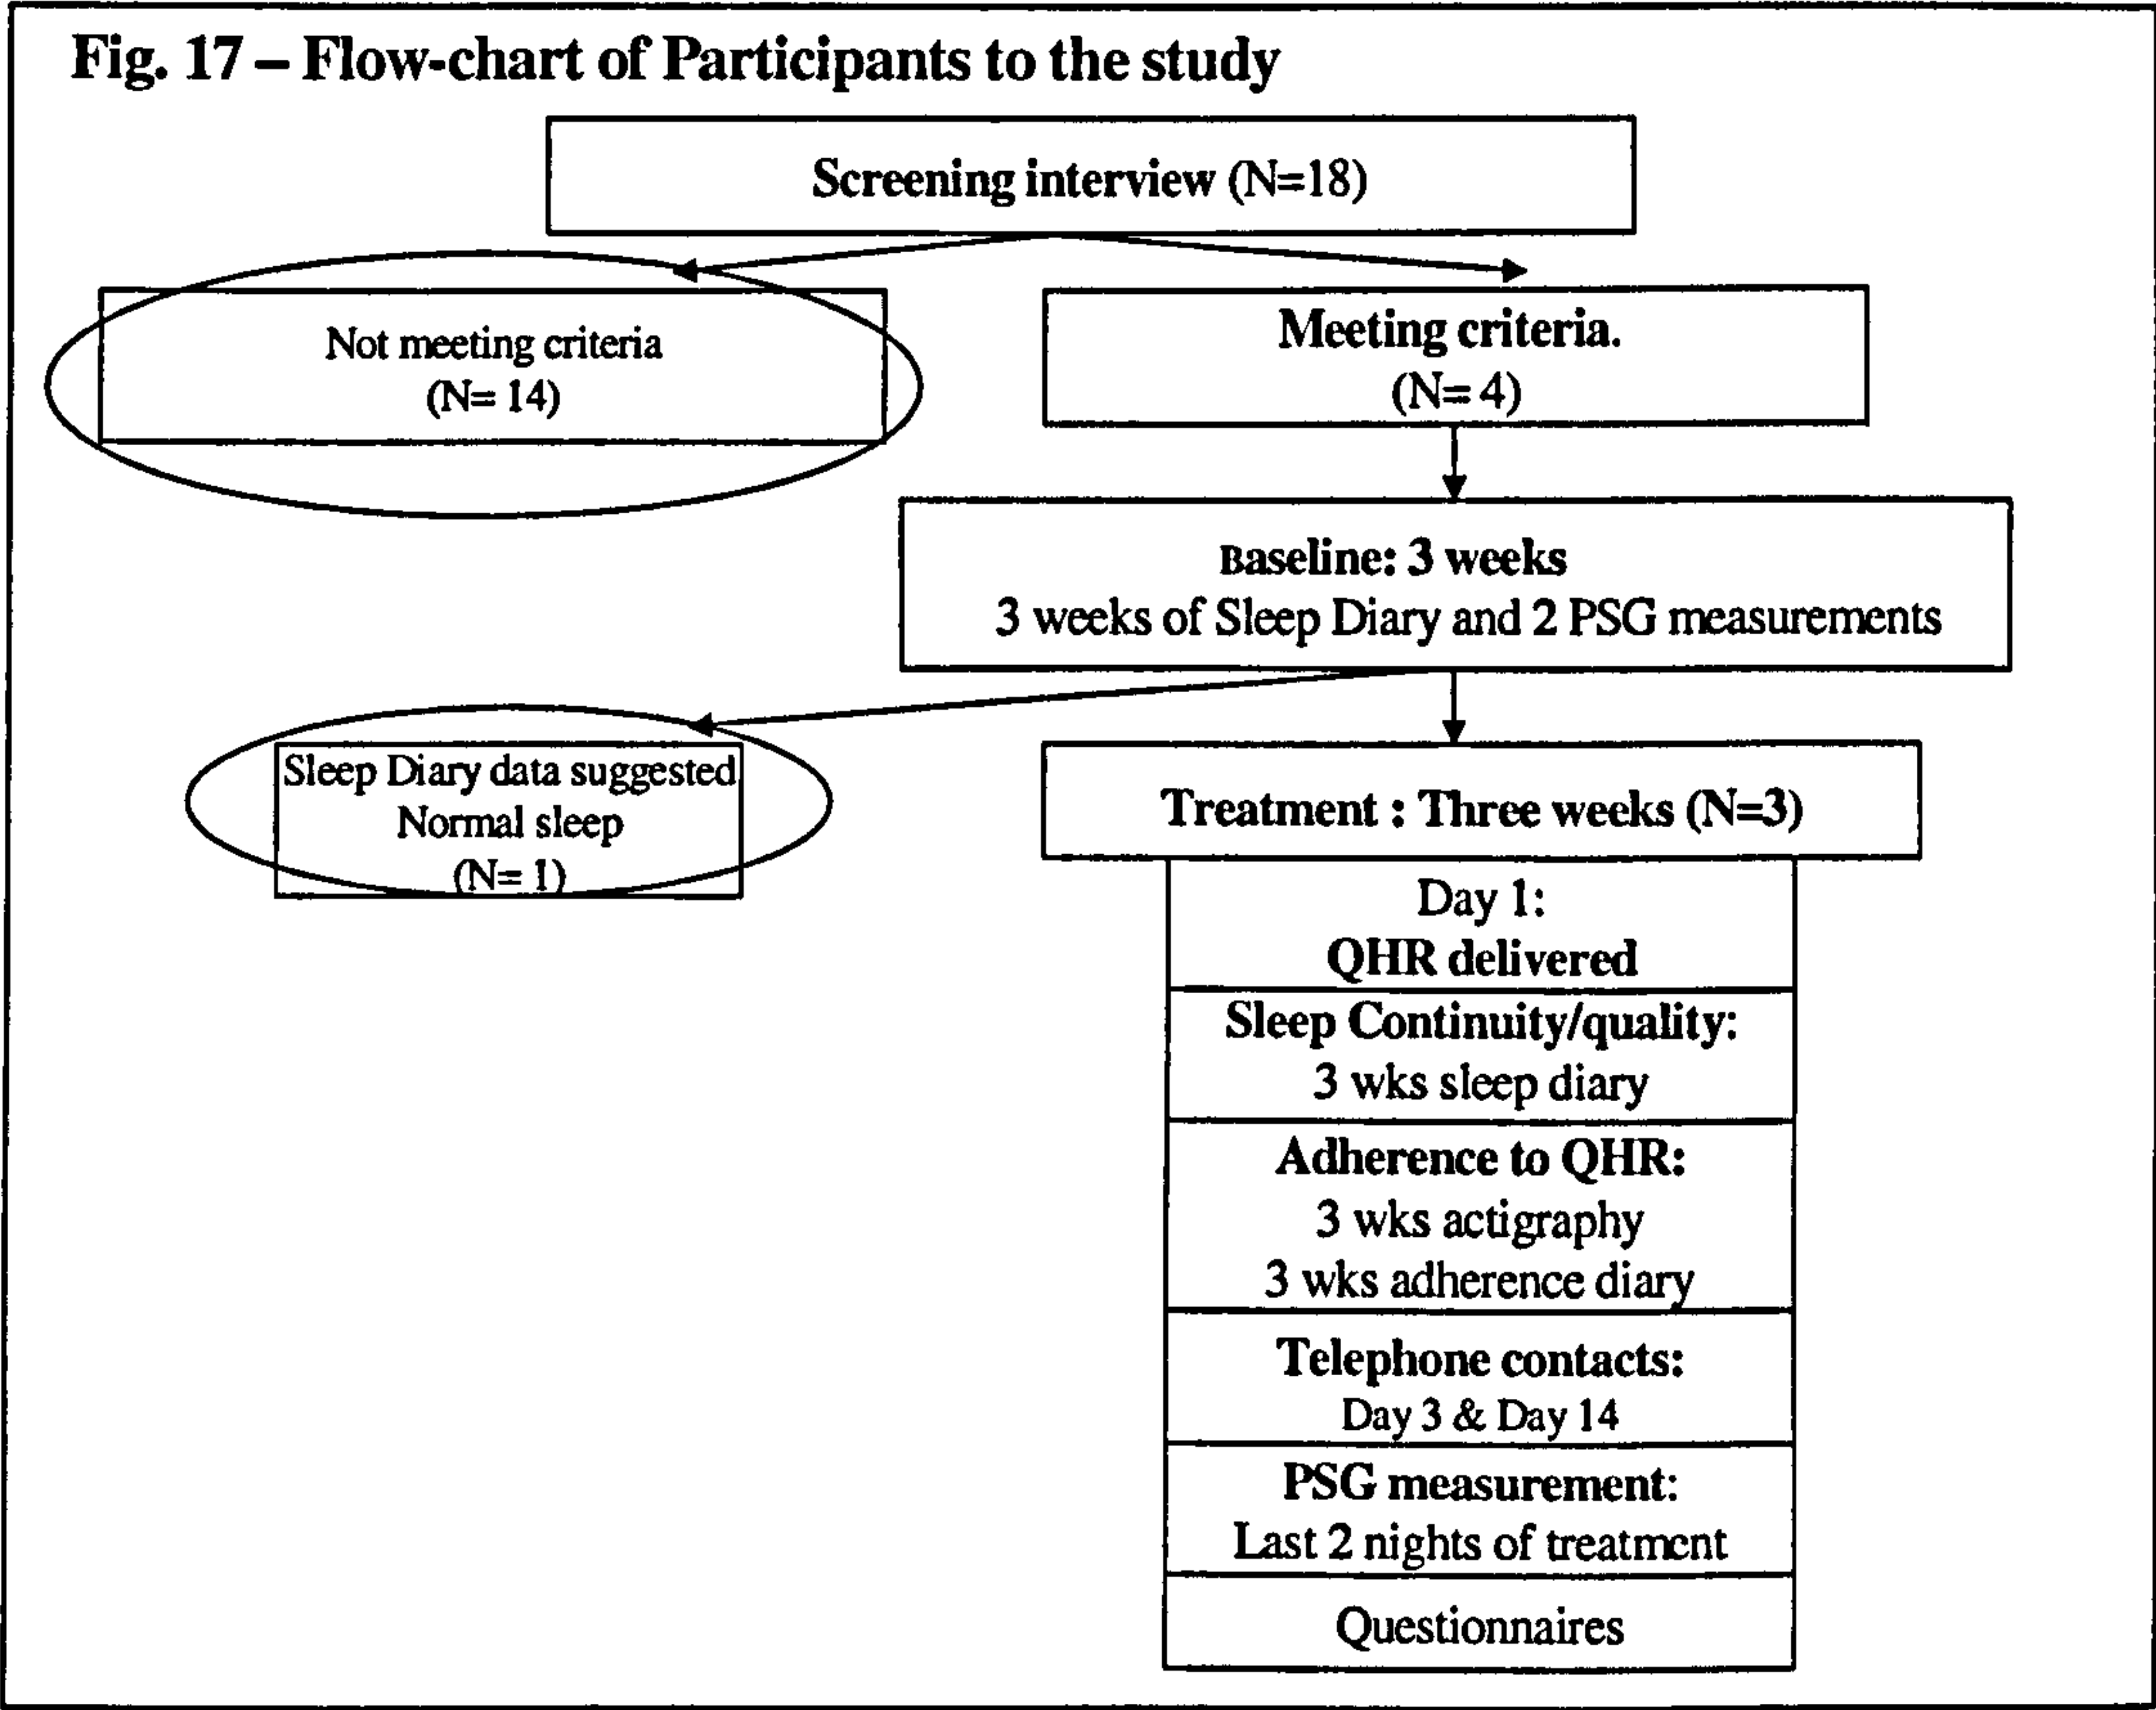 Fig. 17 – Flow-chart of Participants to the study
Screening interview (N=18)
Not meeting criteria
(N= 14)
Meeting criteria.
(N= 4)
Baseline: 3 weeks
3 weeks of Sleep Diary and 2 PSG measurements
Sleep Diary data suggested
Normal sleep
(N= 1)
Treatment : Three weeks (N=3)
Day 1:
QHR delivered
Sleep Continuity/quality:
3 wks sleep diary
Adherence to QHR:
3 wks actigraphy
3 wks adherence diary
Telephone contacts:
Day 3 & Day 14
PSG measurement:
Last 2 nights of treatment
Questionnaires